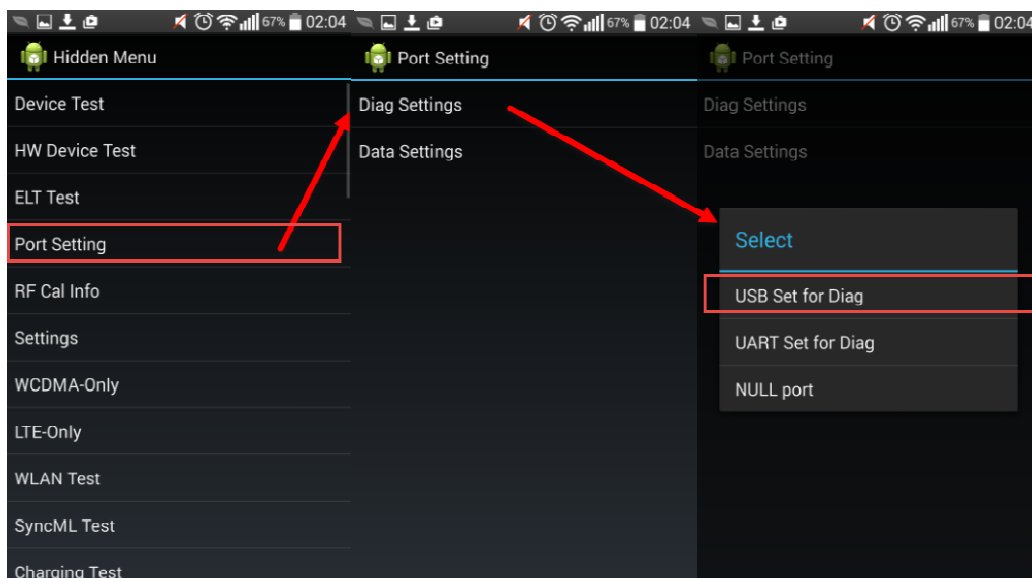 67% 02:04
Hidden Menu
Device Test
HW Device Test
ELT Test
Port Setting
RF Cal Info
Settings
WCDMA-Only
LTE-Only
WLAN Test
SyncML Test
Charging Test
67% 02:04
Port Setting
Diag Settings
Data Settings
67% 02:04
Port Setting
Diag Settings
Data Settings
Select
USB Set for Diag
UART Set for Diag
NULL port